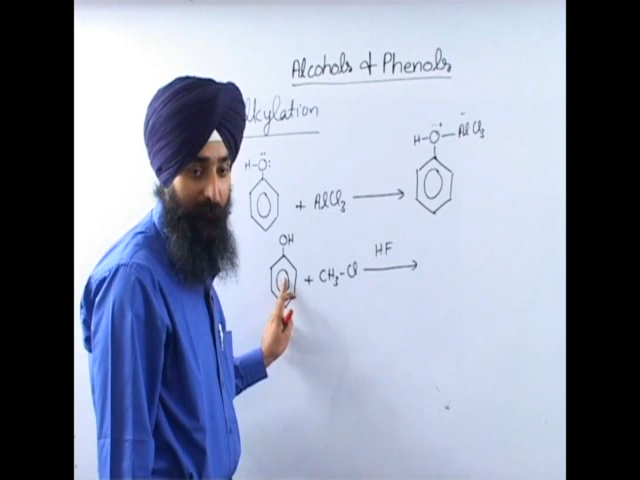 Alcohols & Phenols
lkylation
H-Ö: + AlCl3 ⟶ H-Ö⁺-AlCl3⁻
OH
+ CH3-Cl HF ⟶